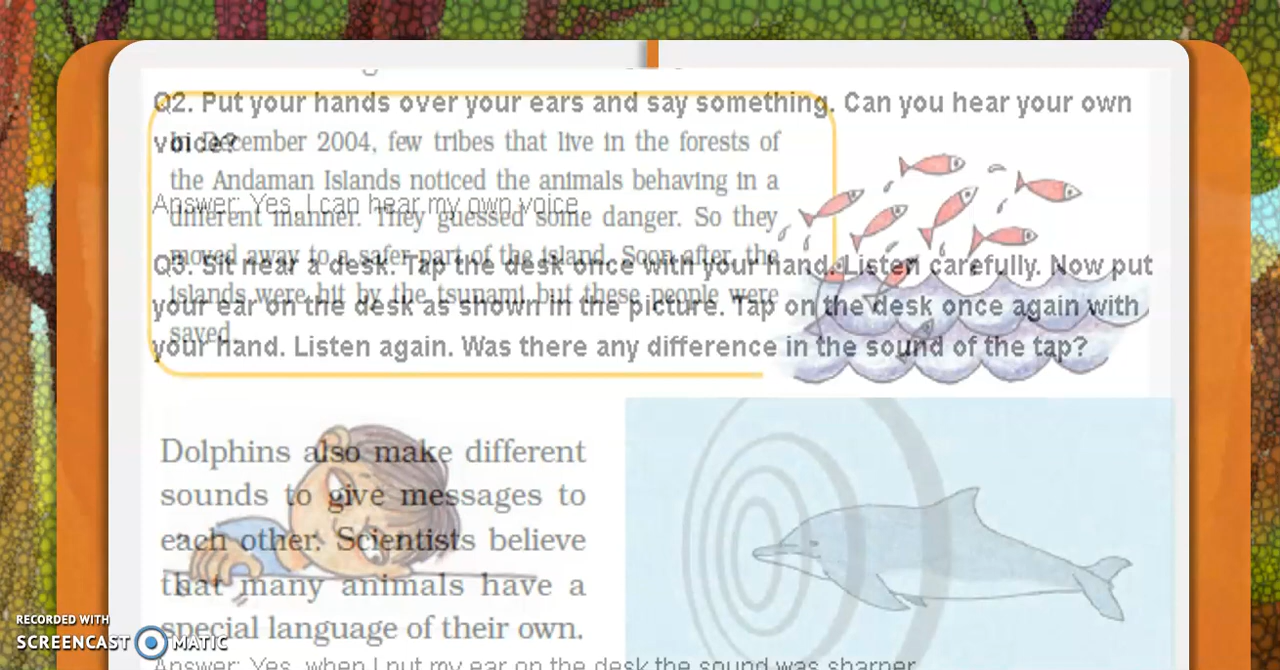 Q2. Put your hands over your ears and say something. Can you hear your own
voice?
Answer: Yes, I can hear my own voice.
Q3. Sit near a desk. Tap the desk once with your hand. Listen carefully. Now put
your ear on the desk as shown in the picture. Tap on the desk once again with
your hand. Listen again. Was there any difference in the sound of the tap?
Answer: Yes, when I put my ear on the desk the sound was sharper
In December 2004, few tribes that live in the forests of
the Andaman Islands noticed the animals behaving in a
different manner. They guessed some danger. So they
moved away to a safer part of the island. Soon after, the
islands were hit by the tsunami but these people were
saved.
Dolphins also make different
sounds to give messages to
each other. Scientists believe
that many animals have a
special language of their own.
RECORDED WITH
SCREENCAST MATIC